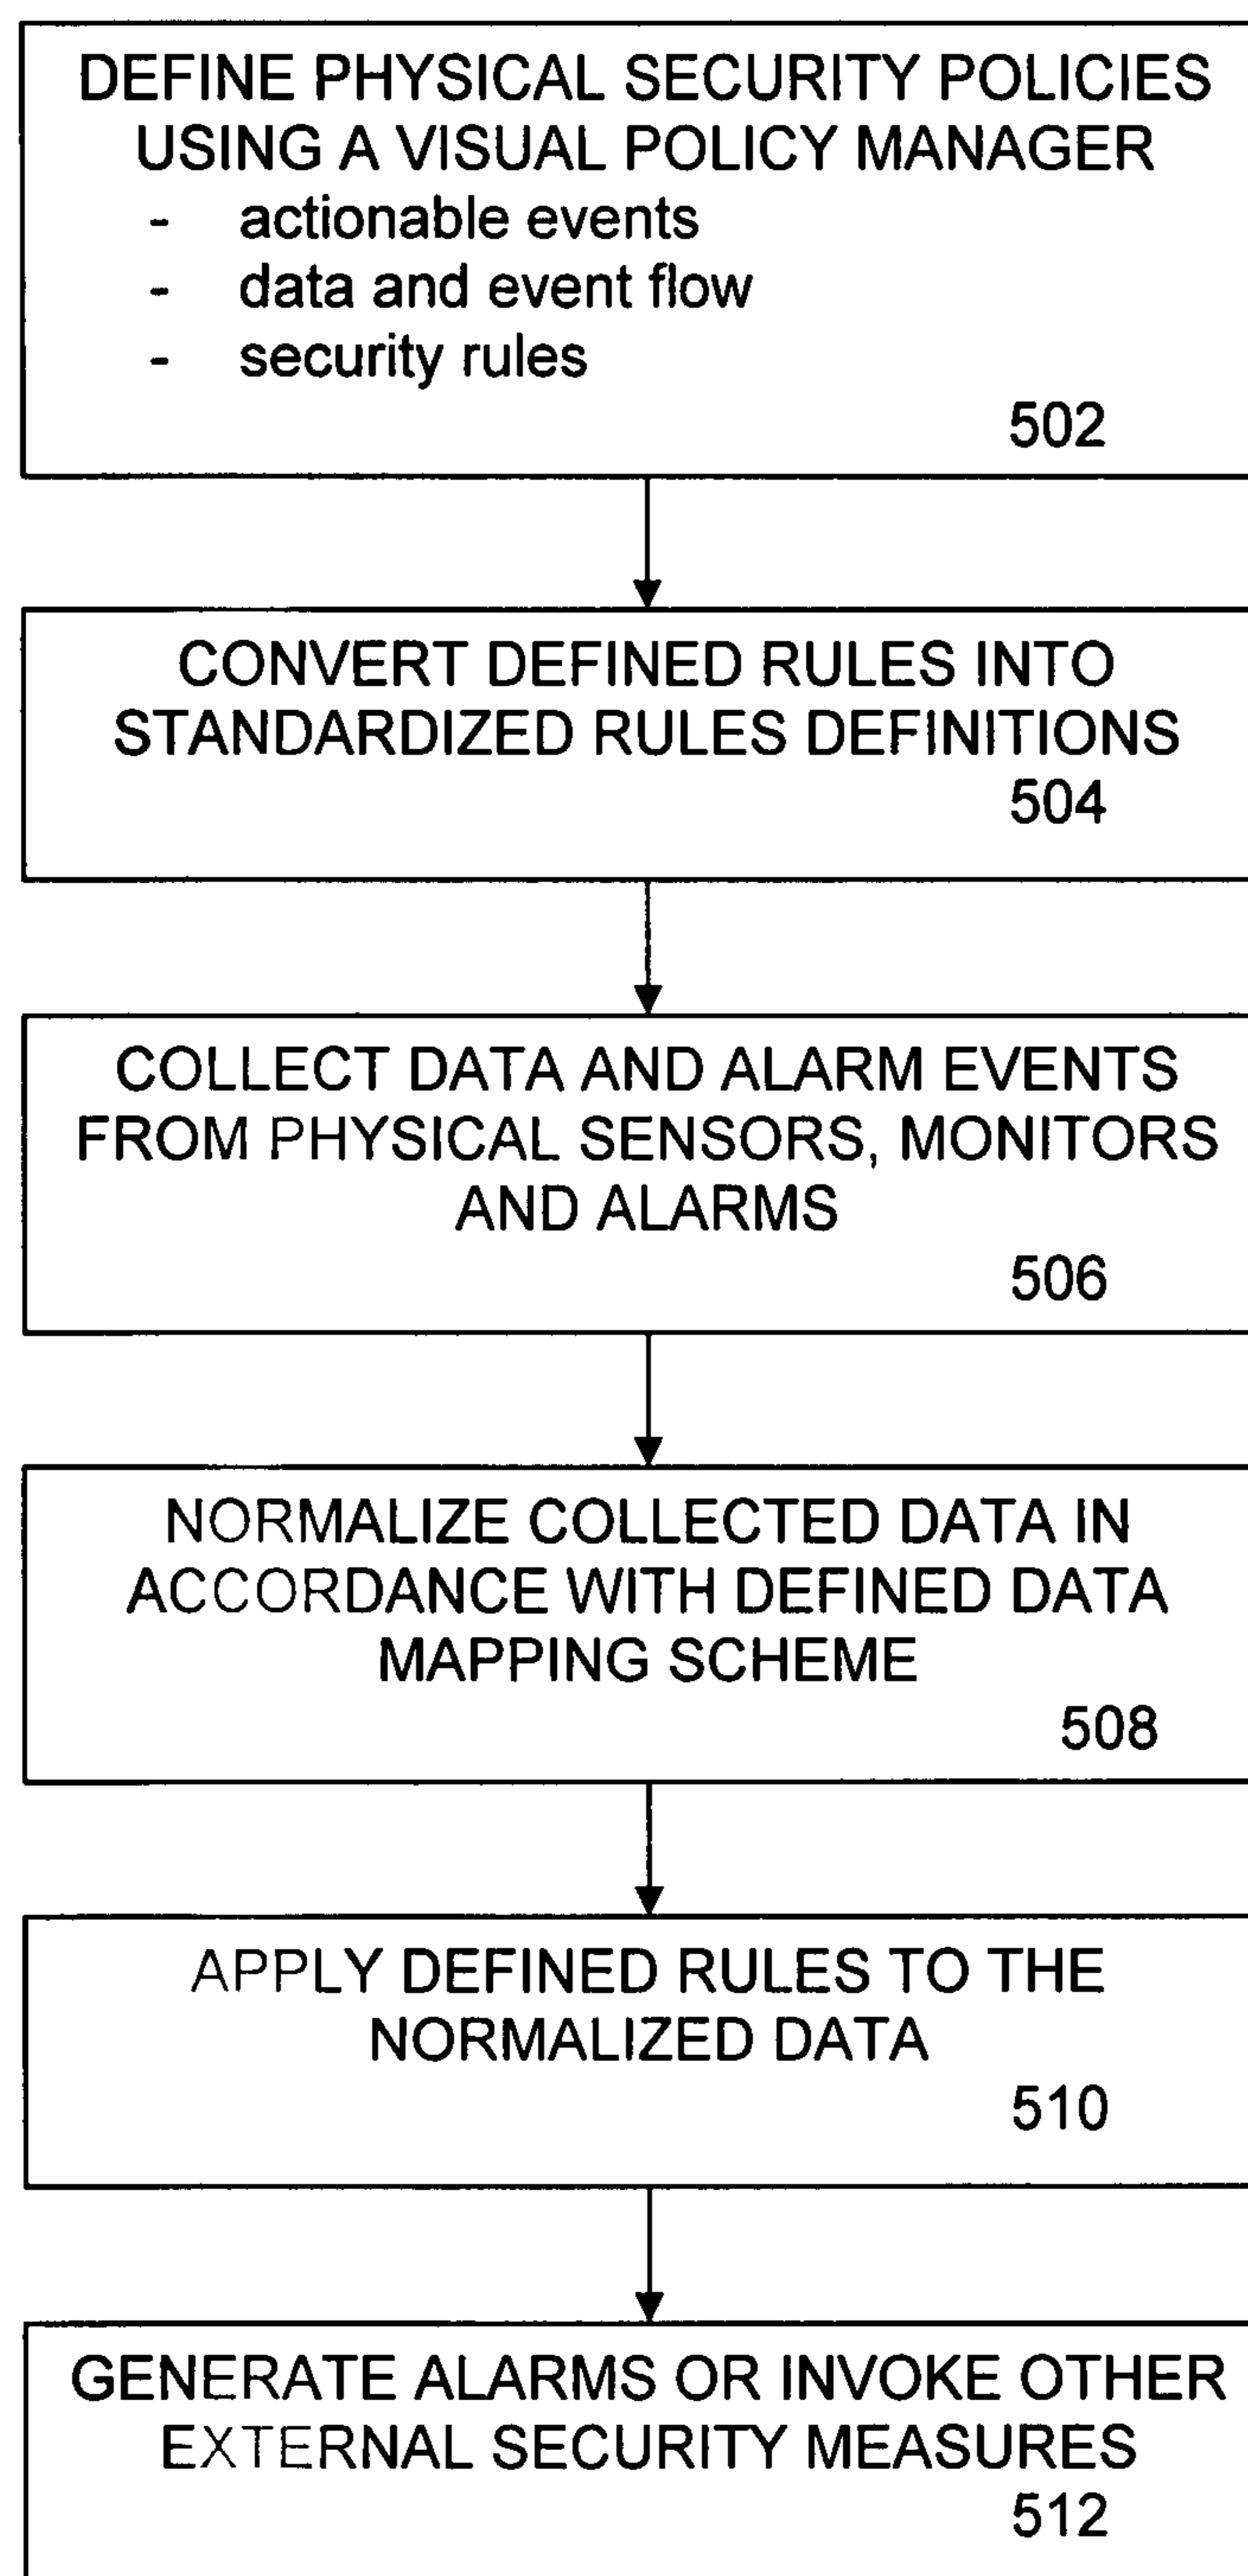 DEFINE PHYSICAL SECURITY POLICIES
USING A VISUAL POLICY MANAGER
- actionable events
- data and event flow
- security rules
502
CONVERT DEFINED RULES INTO
STANDARDIZED RULES DEFINITIONS
504
COLLECT DATA AND ALARM EVENTS
FROM PHYSICAL SENSORS, MONITORS
AND ALARMS
506
NORMALIZE COLLECTED DATA IN
ACCORDANCE WITH DEFINED DATA
MAPPING SCHEME
508
APPLY DEFINED RULES TO THE
NORMALIZED DATA
510
GENERATE ALARMS OR INVOKE OTHER
EXTERNAL SECURITY MEASURES
512